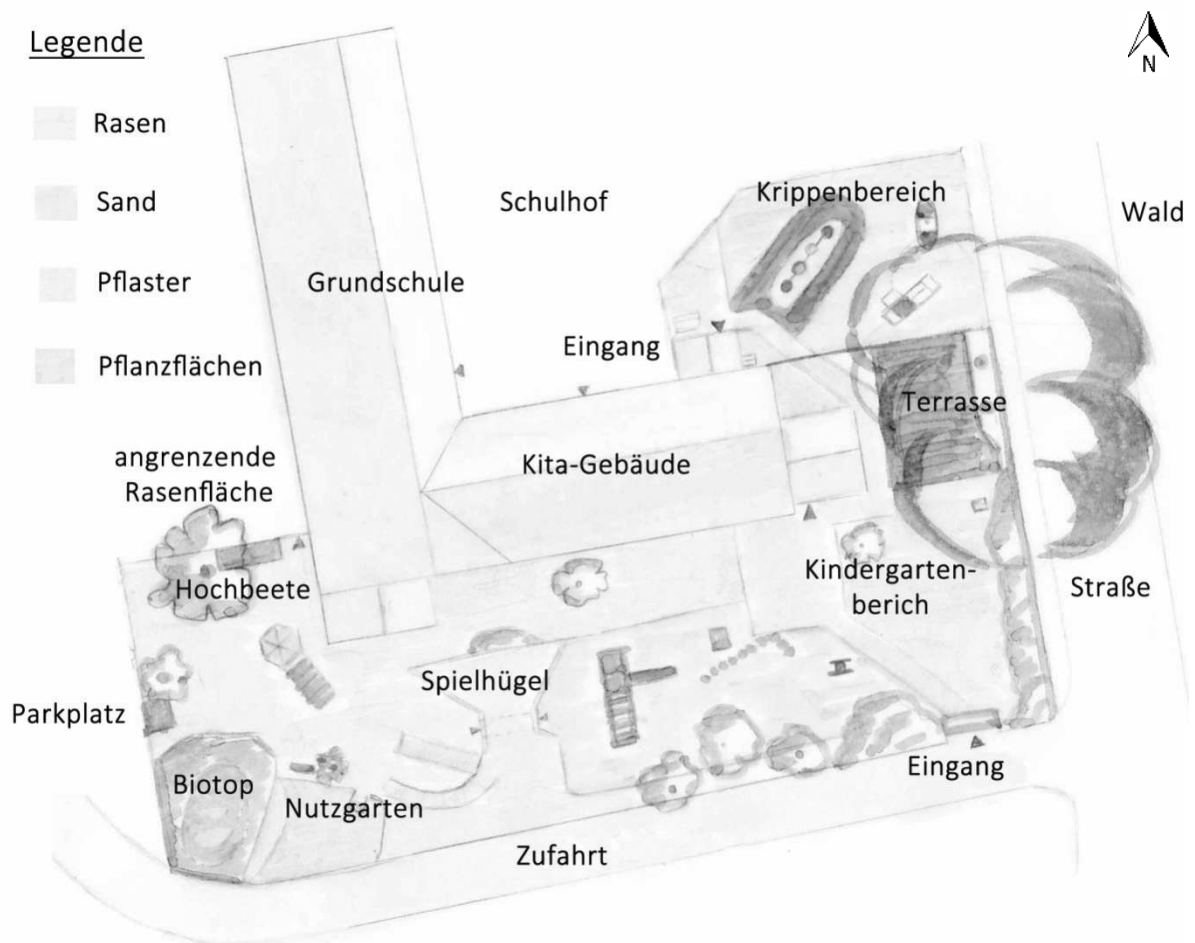 Legende
N
Rasen
Sand
Pflaster
Pflanzflächen
Schulhof
Krippenbereich
Wald
Grundschule
Eingang
Terrasse
Kita-Gebäude
angrenzende
Rasenfläche
Hochbeete
Kindergarten-
berich
Straße
Spielhügel
Parkplatz
Biotop
Nutzgarten
Eingang
Zufahrt